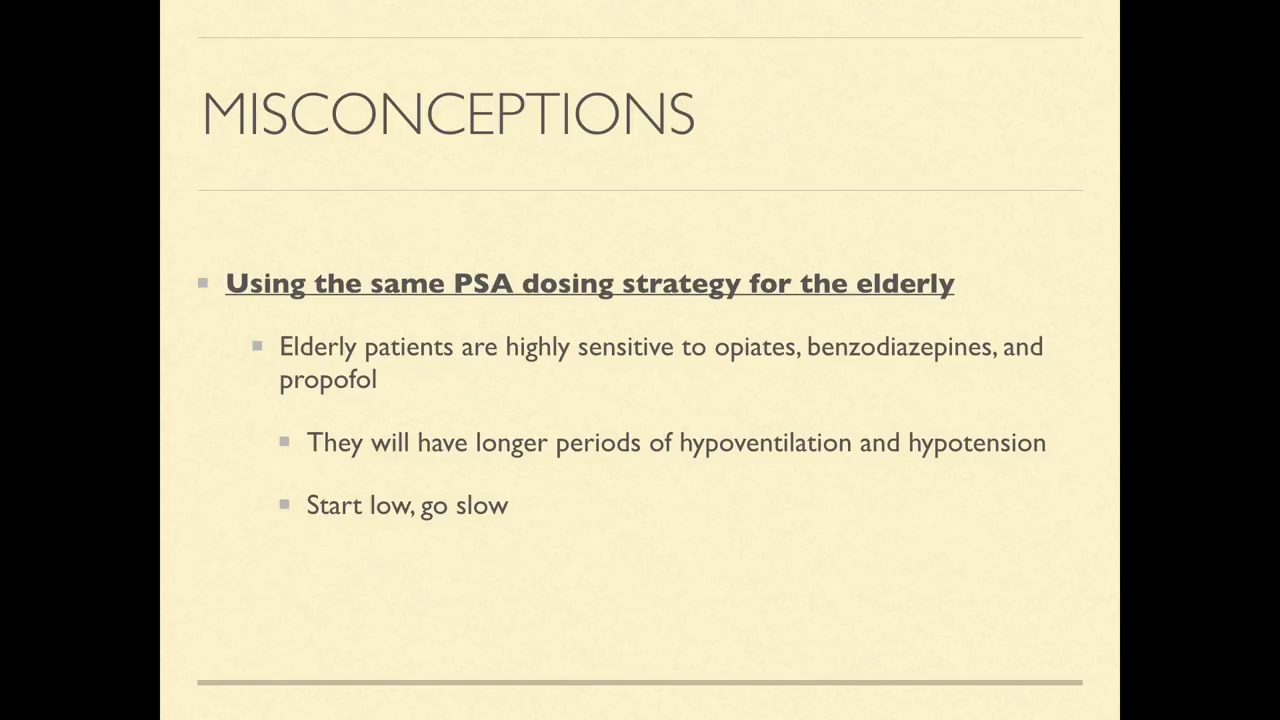 MISCONCEPTIONS
Using the same PSA dosing strategy for the elderly
Elderly patients are highly sensitive to opiates, benzodiazepines, and
propofol
They will have longer periods of hypoventilation and hypotension
Start low, go slow